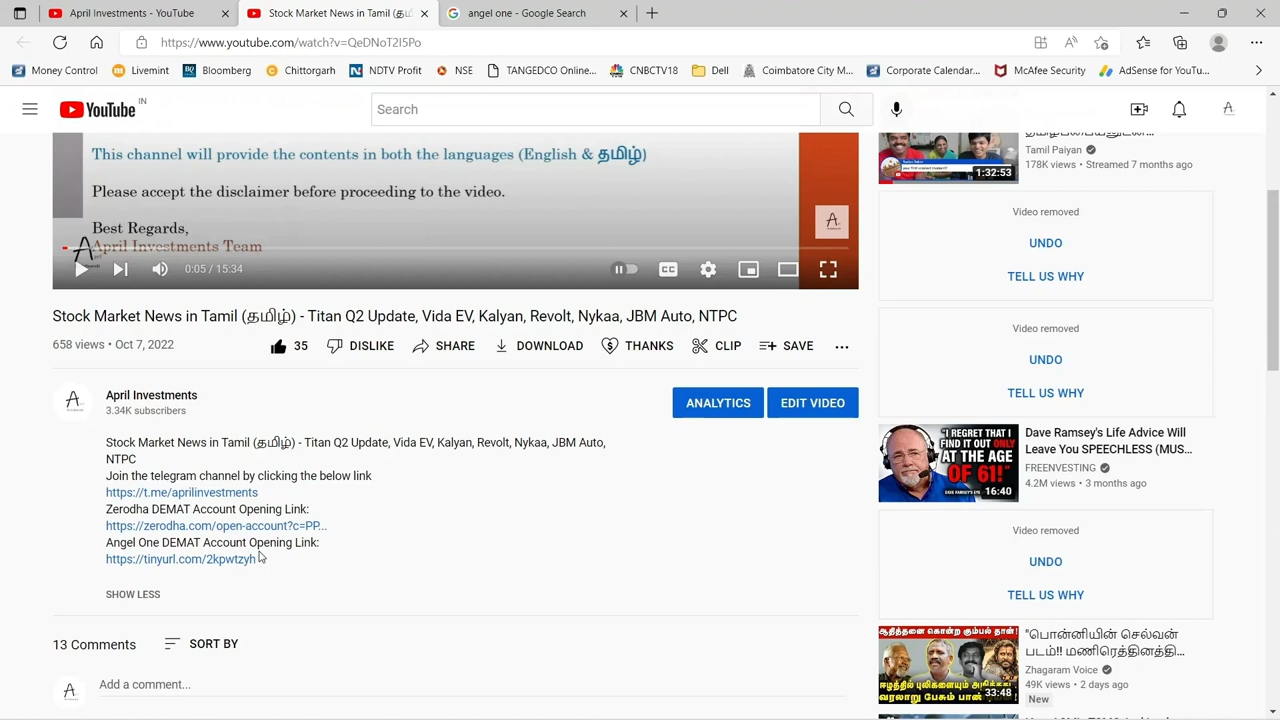 April Investments - YouTube
Stock Market News in Tamil (தமி
angel one - Google Search
https://www.youtube.com/watch?v=QeDNoT2I5Po
Money Control
Livemint
Bloomberg
Chittorgarh
NDTV Profit
NSE
TANGEDCO Online...
CNBCTV18
Dell
Coimbatore City M...
Corporate Calendar...
McAfee Security
AdSense for YouTu...
YouTube
IN
Search
This channel will provide the contents in both the languages (English & தமிழ்)
Please accept the disclaimer before proceeding to the video.
Best Regards,
April Investments Team
0:05 / 15:34
Stock Market News in Tamil (தமிழ்) - Titan Q2 Update, Vida EV, Kalyan, Revolt, Nykaa, JBM Auto, NTPC
658 views • Oct 7, 2022
35
DISLIKE
SHARE
DOWNLOAD
THANKS
CLIP
SAVE
April Investments
3.34K subscribers
ANALYTICS
EDIT VIDEO
Stock Market News in Tamil (தமிழ்) - Titan Q2 Update, Vida EV, Kalyan, Revolt, Nykaa, JBM Auto,
NTPC
Join the telegram channel by clicking the below link
https://t.me/aprilinvestments
Zerodha DEMAT Account Opening Link:
https://zerodha.com/open-account?c=PP...
Angel One DEMAT Account Opening Link:
https://tinyurl.com/2kpwtzyh
SHOW LESS
13 Comments
SORT BY
Add a comment...
Tamil Paiyan
178K views • Streamed 7 months ago
1:32:53
Video removed
UNDO
TELL US WHY
Video removed
UNDO
TELL US WHY
"I REGRET THAT I
FIND IT OUT ONLY
AT THE AGE
OF 61!"
16:40
Dave Ramsey's Life Advice Will
Leave You SPEECHLESS (MUS...
FREENVESTING
4.2M views • 3 months ago
Video removed
UNDO
TELL US WHY
33:48
"பொன்னியின் செல்வன்
படம்!! மணிரெத்தினத்தி...
Zhagaram Voice
49K views • 2 days ago
New